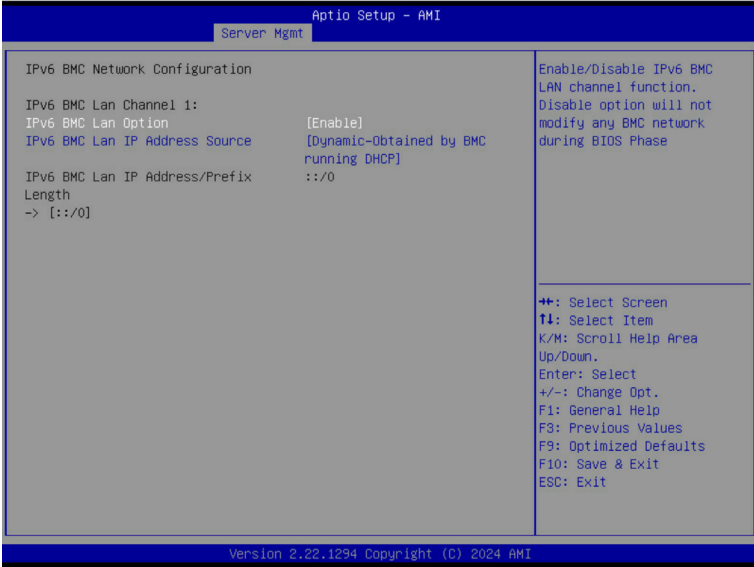 Aptio Setup – AMI
Server Mgmt
IPv6 BMC Network Configuration
IPv6 BMC Lan Channel 1:
IPv6 BMC Lan Option [Enable]
IPv6 BMC Lan IP Address Source [Dynamic-Obtained by BMC
running DHCP]
IPv6 BMC Lan IP Address/Prefix ::/0
Length
-> [::/0]
Enable/Disable IPv6 BMC
LAN channel function.
Disable option will not
modify any BMC network
during BIOS Phase
→←: Select Screen
↑↓: Select Item
K/M: Scroll Help Area
Up/Down.
Enter: Select
+/-: Change Opt.
F1: General Help
F3: Previous Values
F9: Optimized Defaults
F10: Save & Exit
ESC: Exit
Version 2.22.1294 Copyright (C) 2024 AMI